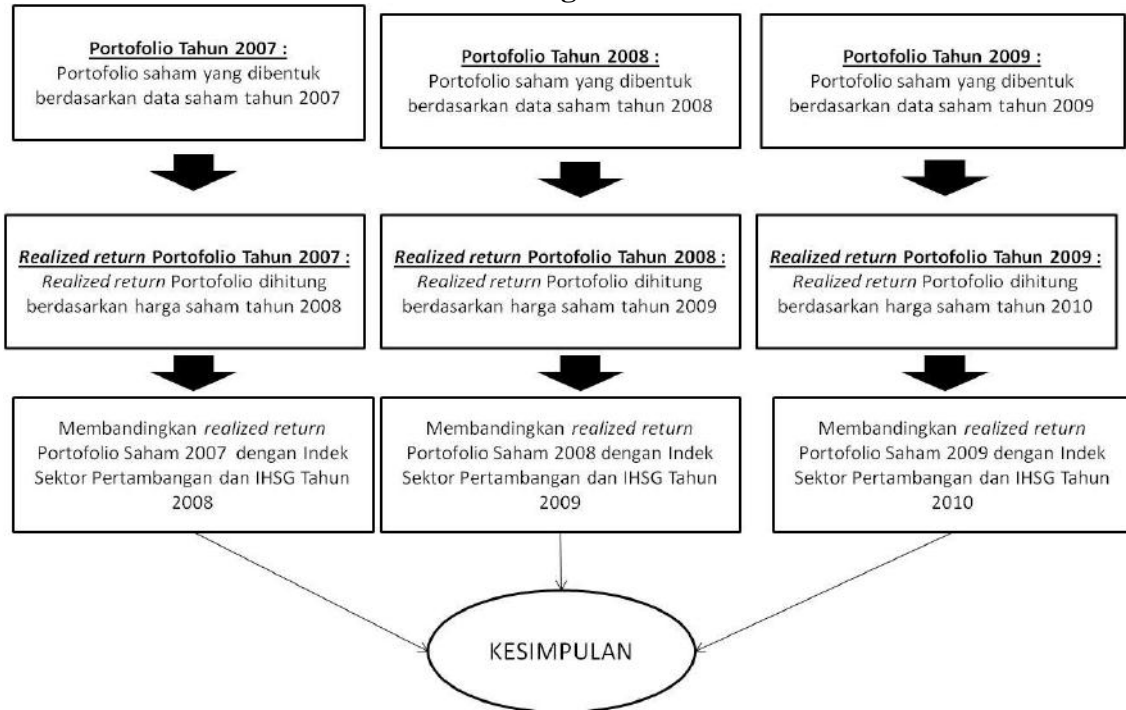 Portofolio Tahun 2007 :
Portofolio saham yang dibentuk
berdasarkan data saham tahun 2007
Portofolio Tahun 2008 :
Portofolio saham yang dibentuk
berdasarkan data saham tahun 2008
Portofolio Tahun 2009 :
Portofolio saham yang dibentuk
berdasarkan data saham tahun 2009
Realized return Portofolio Tahun 2007 :
Realized return Portofolio dihitung
berdasarkan harga saham tahun 2008
Realized return Portofolio Tahun 2008 :
Realized return Portofolio dihitung
berdasarkan harga saham tahun 2009
Realized return Portofolio Tahun 2009 :
Realized return Portofolio dihitung
berdasarkan harga saham tahun 2010
Membandingkan realized return
Portofolio Saham 2007 dengan Indek
Sektor Pertambangan dan IHSG Tahun
2008
Membandingkan realized return
Portofolio Saham 2008 dengan Indek
Sektor Pertambangan dan IHSG Tahun
2009
Membandingkan realized return
Portofolio Saham 2009 dengan Indek
Sektor Pertambangan dan IHSG Tahun
2010
KESIMPULAN